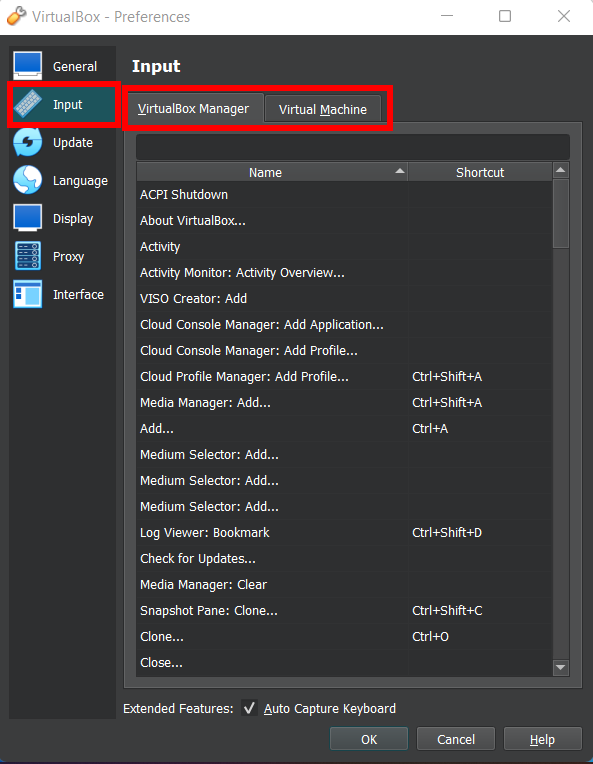 VirtualBox - Preferences
General
Input
Update
Language
Display
Proxy
Interface
Input
VirtualBox Manager
Virtual Machine
Name Shortcut
ACPI Shutdown
About VirtualBox...
Activity
Activity Monitor: Activity Overview...
VISO Creator: Add
Cloud Console Manager: Add Application...
Cloud Console Manager: Add Profile...
Cloud Profile Manager: Add Profile... Ctrl+Shift+A
Media Manager: Add... Ctrl+Shift+A
Add... Ctrl+A
Medium Selector: Add...
Medium Selector: Add...
Medium Selector: Add...
Log Viewer: Bookmark Ctrl+Shift+D
Check for Updates...
Media Manager: Clear
Snapshot Pane: Clone... Ctrl+Shift+C
Clone... Ctrl+O
Close...
Extended Features: Auto Capture Keyboard
OK Cancel Help